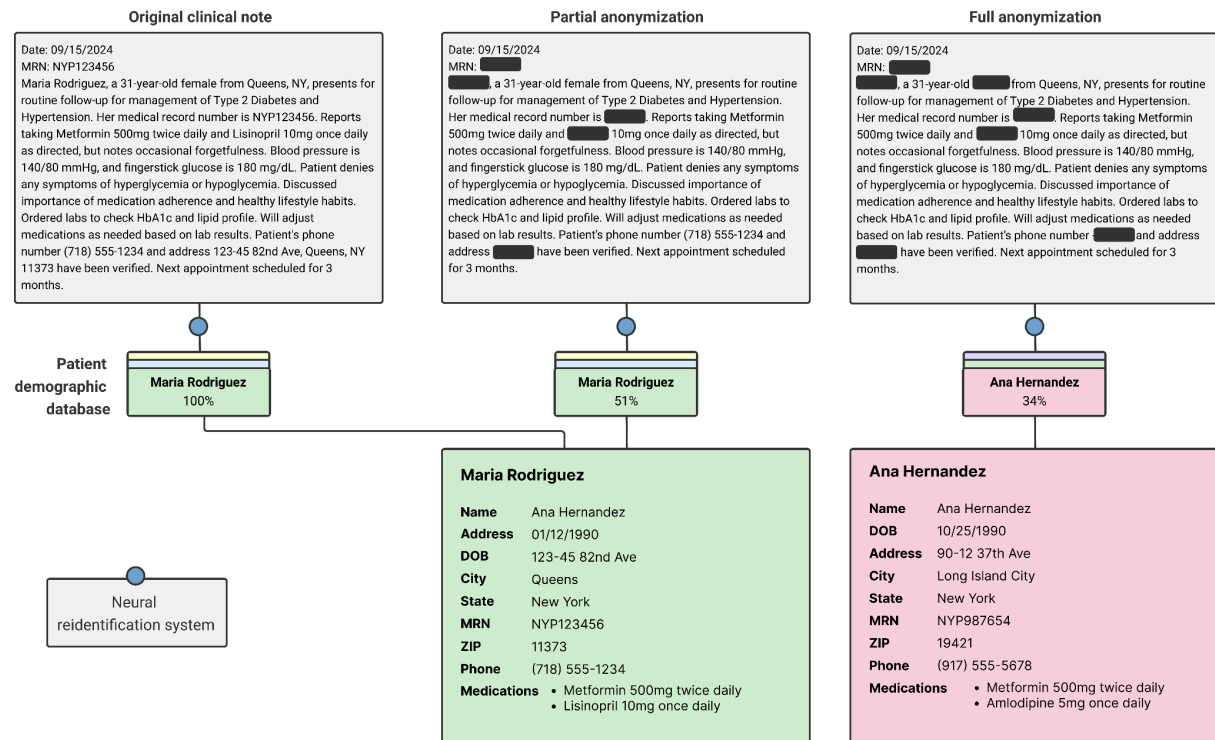 Original clinical note
Date: 09/15/2024
MRN: NYP123456
Maria Rodriguez, a 31-year-old female from Queens, NY, presents for
routine follow-up for management of Type 2 Diabetes and
Hypertension. Her medical record number is NYP123456. Reports
taking Metformin 500mg twice daily and Lisinopril 10mg once daily
as directed, but notes occasional forgetfulness. Blood pressure is
140/80 mmHg, and fingerstick glucose is 180 mg/dL. Patient denies
any symptoms of hyperglycemia or hypoglycemia. Discussed
importance of medication adherence and healthy lifestyle habits.
Ordered labs to check HbA1c and lipid profile. Will adjust
medications as needed based on lab results. Patient's phone
number (718) 555-1234 and address 123-45 82nd Ave, Queens, NY
11373 have been verified. Next appointment scheduled for 3
months.
Partial anonymization
Date: 09/15/2024
MRN:
, a 31-year-old female from Queens, NY, presents for routine
follow-up for management of Type 2 Diabetes and Hypertension.
Her medical record number is . Reports taking Metformin
500mg twice daily and 10mg once daily as directed, but
notes occasional forgetfulness. Blood pressure is 140/80 mmHg,
and fingerstick glucose is 180 mg/dL. Patient denies any symptoms
of hyperglycemia or hypoglycemia. Discussed importance of
medication adherence and healthy lifestyle habits. Ordered labs to
check HbA1c and lipid profile. Will adjust medications as needed
based on lab results. Patient's phone number (718) 555-1234 and
address have been verified. Next appointment scheduled
for 3 months.
Full anonymization
Date: 09/15/2024
MRN:
, a 31-year-old from Queens, NY, presents for routine
follow-up for management of Type 2 Diabetes and Hypertension.
Her medical record number is . Reports taking Metformin
500mg twice daily and 10mg once daily as directed, but
notes occasional forgetfulness. Blood pressure is 140/80 mmHg,
and fingerstick glucose is 180 mg/dL. Patient denies any symptoms
of hyperglycemia or hypoglycemia. Discussed importance of
medication adherence and healthy lifestyle habits. Ordered labs to
check HbA1c and lipid profile. Will adjust medications as needed
based on lab results. Patient's phone number and address
have been verified. Next appointment scheduled for 3
months.
Patient
demographic
database
Maria Rodriguez
100%
Maria Rodriguez
51%
Ana Hernandez
34%
Neural
reidentification system
Maria Rodriguez
Name Ana Hernandez
Address 01/12/1990
DOB 123-45 82nd Ave
City Queens
State New York
MRN NYP123456
ZIP 11373
Phone (718) 555-1234
Medications • Metformin 500mg twice daily
• Lisinopril 10mg once daily
Ana Hernandez
Name Ana Hernandez
DOB 10/25/1990
Address 90-12 37th Ave
City Long Island City
State New York
MRN NYP987654
ZIP 19421
Phone (917) 555-5678
Medications • Metformin 500mg twice daily
• Amlodipine 5mg once daily